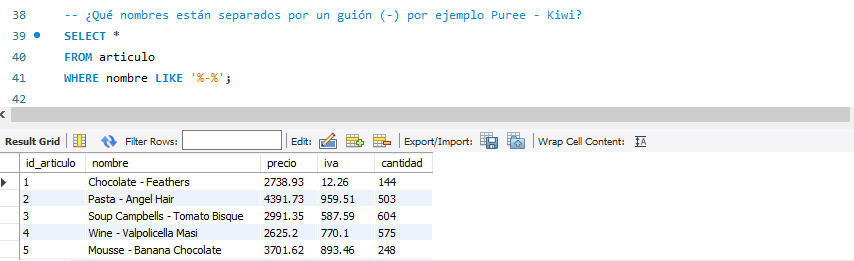 38 -- ¿Qué nombres están separados por un guión (-) por ejemplo Puree - Kiwi?
39 SELECT *
40 FROM articulo
41 WHERE nombre LIKE '%-%';
42
Result Grid Filter Rows: Edit: Export/Import: Wrap Cell Content: IA
id_articulo nombre precio iva cantidad
1 Chocolate - Feathers 2738.93 12.26 144
2 Pasta - Angel Hair 4391.73 959.51 503
3 Soup Campbells - Tomato Bisque 2991.35 587.59 604
4 Wine - Valpolicella Masi 2625.2 770.1 575
5 Mousse - Banana Chocolate 3701.62 893.46 248